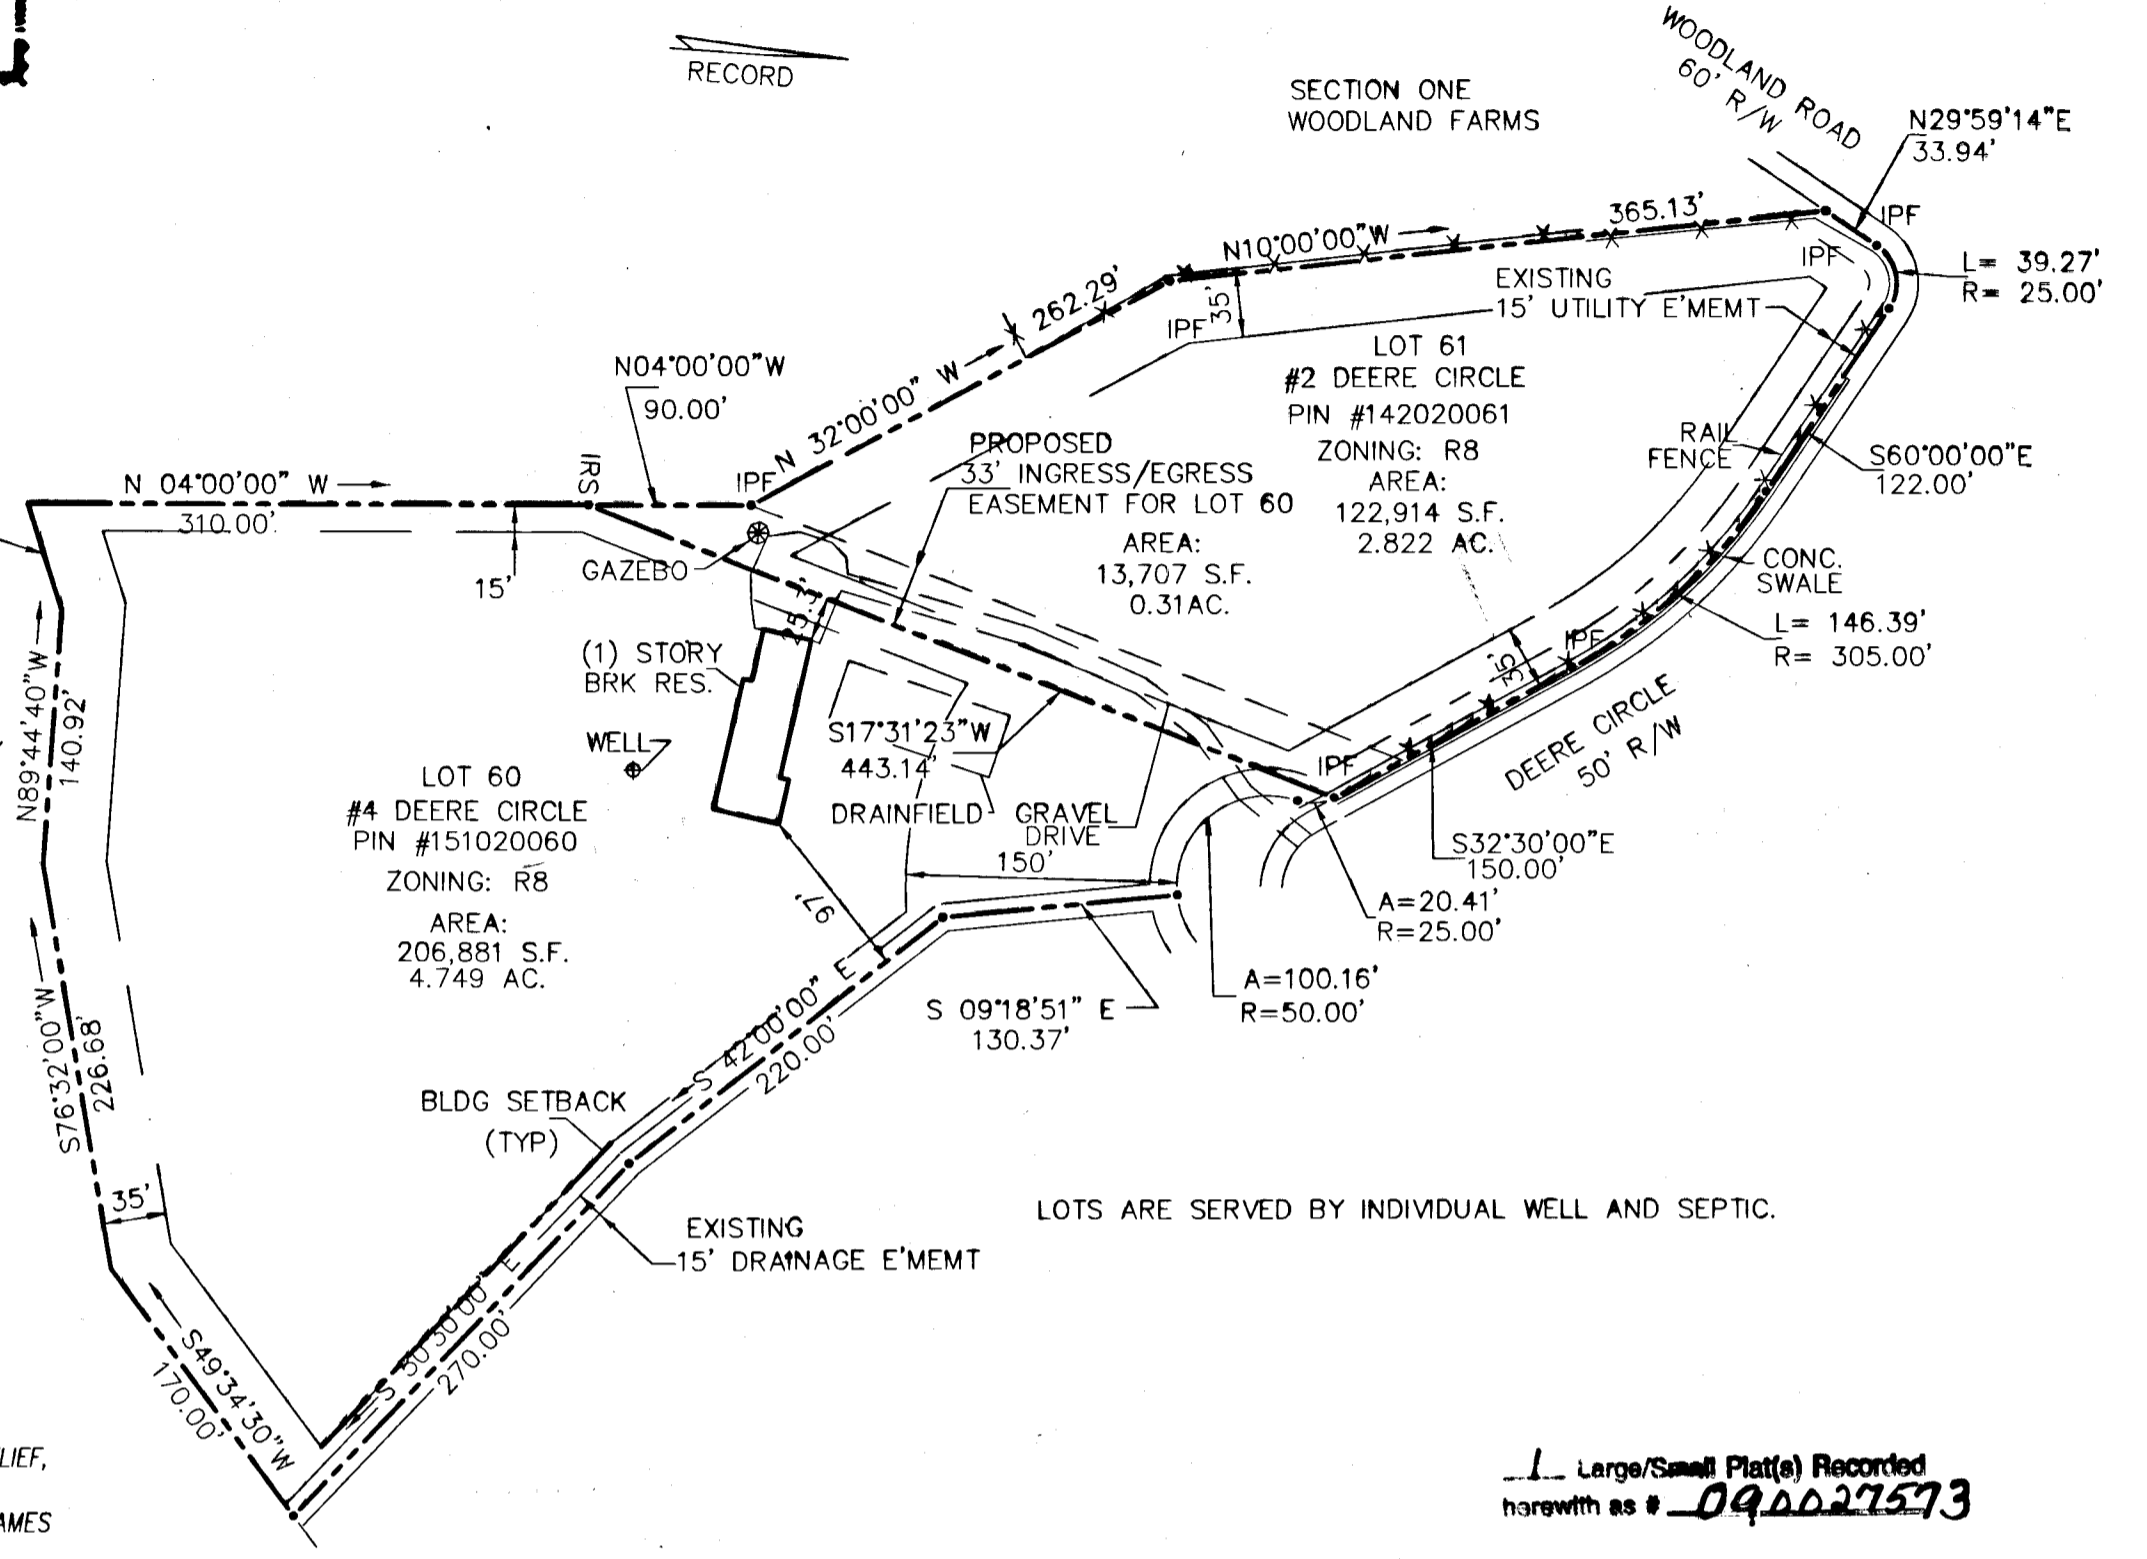 RECORD
SECTION ONE
WOODLAND FARMS
WOODLAND ROAD
60' R/W
N29°59'14"E
33.94'
IPF
L= 39.27'
R= 25.00'
365.13'
N10°00'00"W
IPF
EXISTING
15' UTILITY E'MEMT
262.29'
35'
IPF
N 32°00'00" W
N04°00'00"W
90.00'
LOT 61
#2 DEERE CIRCLE
PIN #142020061
ZONING: R8
AREA:
122,914 S.F.
2.822 AC.
RAIL
FENCE
S60°00'00"E
122.00'
PROPOSED
33' INGRESS/EGRESS
EASEMENT FOR LOT 60
AREA:
13,707 S.F.
0.31AC.
N 04°00'00" W
310.00'
IRS
IPF
15'
GAZEBO
25.3'
CONC.
SWALE
L= 146.39'
R= 305.00'
IPF
35'
DEERE CIRCLE
50' R/W
(1) STORY
BRK RES.
WELL
S17°31'23"W
443.14'
DRAINFIELD
GRAVEL
DRIVE
IPF
150'
S32°30'00"E
150.00'
A=20.41'
R=25.00'
A=100.16'
R=50.00'
N89°44'40"W
140.92'
LOT 60
#4 DEERE CIRCLE
PIN #151020060
ZONING: R8
AREA:
206,881 S.F.
4.749 AC.
97'
S 09°18'51" E
130.37'
S 42°00'00" E
220.00'
S76°32'00"W
226.68'
BLDG SETBACK
(TYP)
35'
EXISTING
15' DRAINAGE E'MEMT
LOTS ARE SERVED BY INDIVIDUAL WELL AND SEPTIC.
S 50°30'00" E
270.00'
S49°34'30"W
170.00'
LIEF,
AMES
1 Large/Small Plat(s) Recorded
herewith as # 090027573